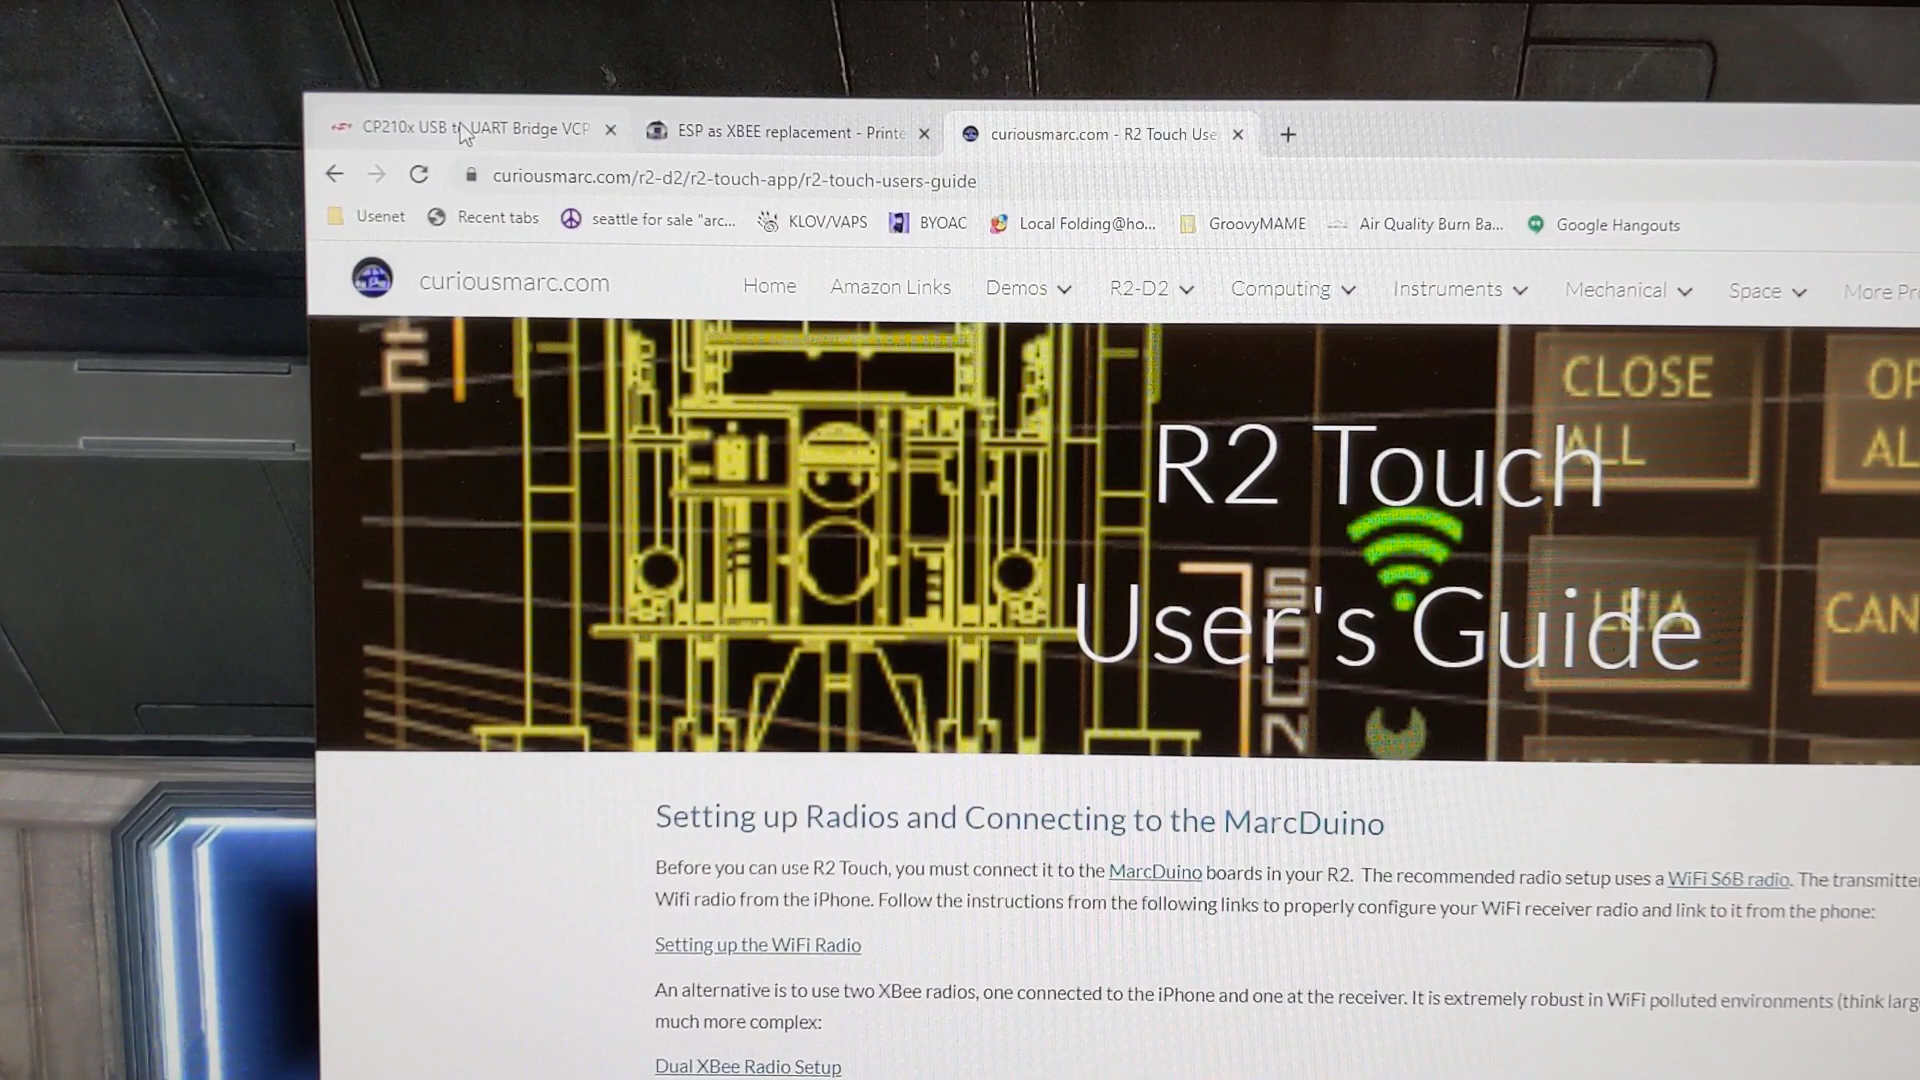 CP210x USB to UART Bridge VCP
ESP as XBEE replacement - Printe
curiousmarc.com - R2 Touch Use
curiousmarc.com/r2-d2/r2-touch-app/r2-touch-users-guide
Usenet
Recent tabs
seattle for sale "arc...
KLOV/VAPS
BYOAC
Local Folding@ho...
GroovyMAME
Air Quality Burn Ba...
Google Hangouts
curiousmarc.com
Home
Amazon Links
Demos
R2-D2
Computing
Instruments
Mechanical
Space
More Pr
CLOSE
ALL
OP
AL
R2 Touch
User's Guide
LEIA
CAN
SOUN
Setting up Radios and Connecting to the MarcDuino
Before you can use R2 Touch, you must connect it to the MarcDuino boards in your R2. The recommended radio setup uses a WiFi S6B radio. The transmitter
Wifi radio from the iPhone. Follow the instructions from the following links to properly configure your WiFi receiver radio and link to it from the phone:
Setting up the WiFi Radio
An alternative is to use two XBee radios, one connected to the iPhone and one at the receiver. It is extremely robust in WiFi polluted environments (think larg
much more complex:
Dual XBee Radio Setup